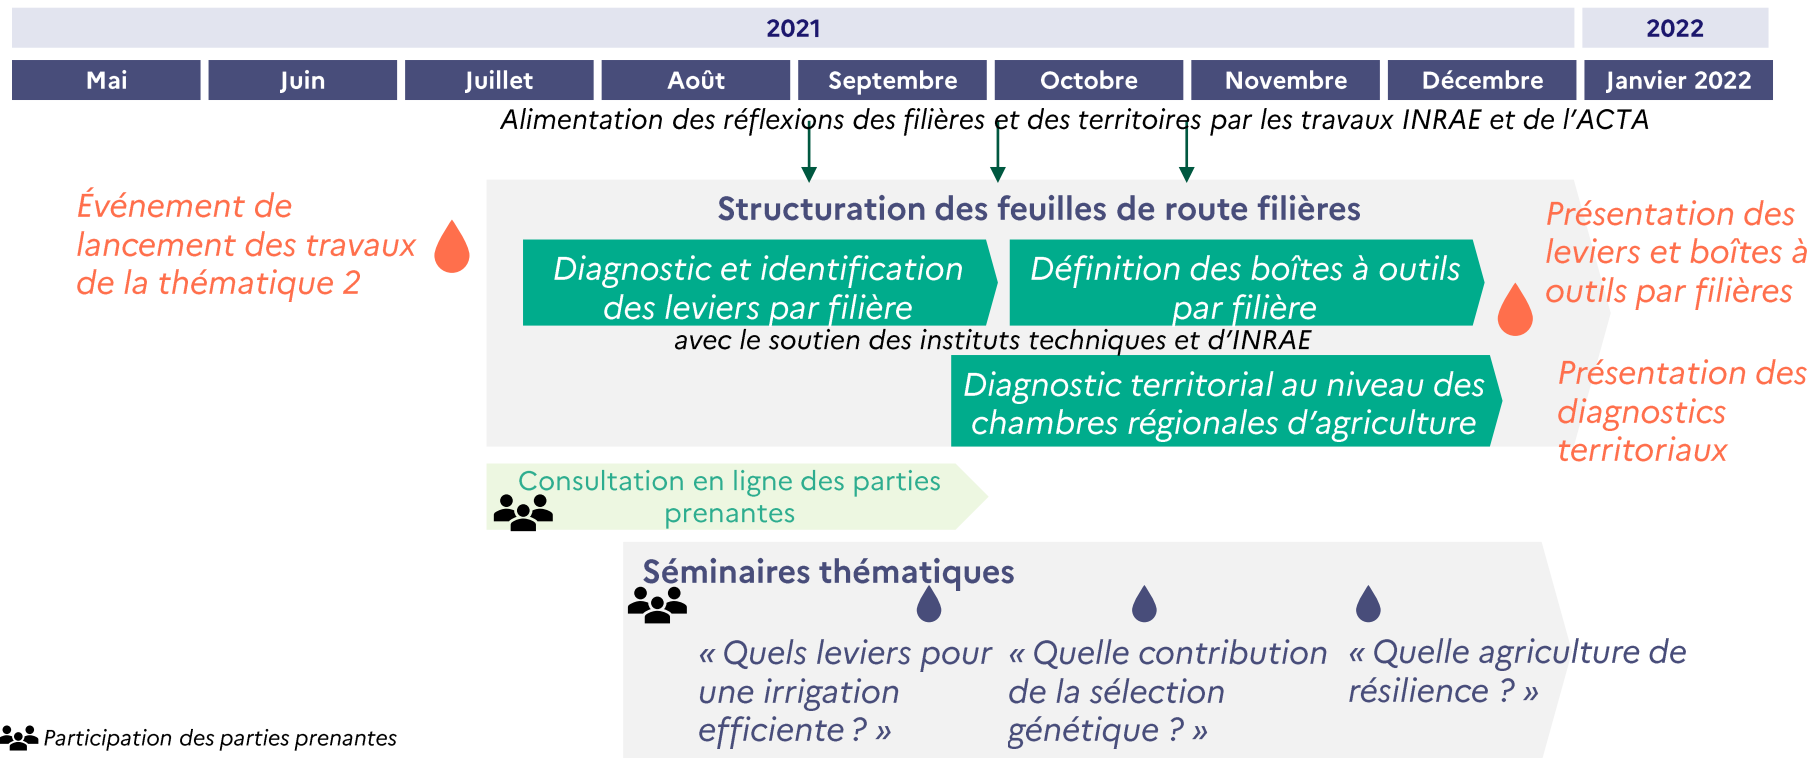 2021
2022
Mai
Juin
Juillet
Août
Septembre
Octobre
Novembre
Décembre
Janvier 2022
Alimentation des réflexions des filières et des territoires par les travaux INRAE et de l’ACTA
Événement de
lancement des travaux
de la thématique 2
Structuration des feuilles de route filières
Diagnostic et identification
des leviers par filière
Définition des boîtes à outils
par filière
Présentation des
leviers et boîtes à
outils par filières
avec le soutien des instituts techniques et d’INRAE
Diagnostic territorial au niveau des
chambres régionales d’agriculture
Présentation des
diagnostics
territoriaux
Consultation en ligne des parties
prenantes
Séminaires thématiques
« Quels leviers pour
une irrigation
efficiente ? »
« Quelle contribution
de la sélection
génétique ? »
« Quelle agriculture de
résilience ? »
Participation des parties prenantes